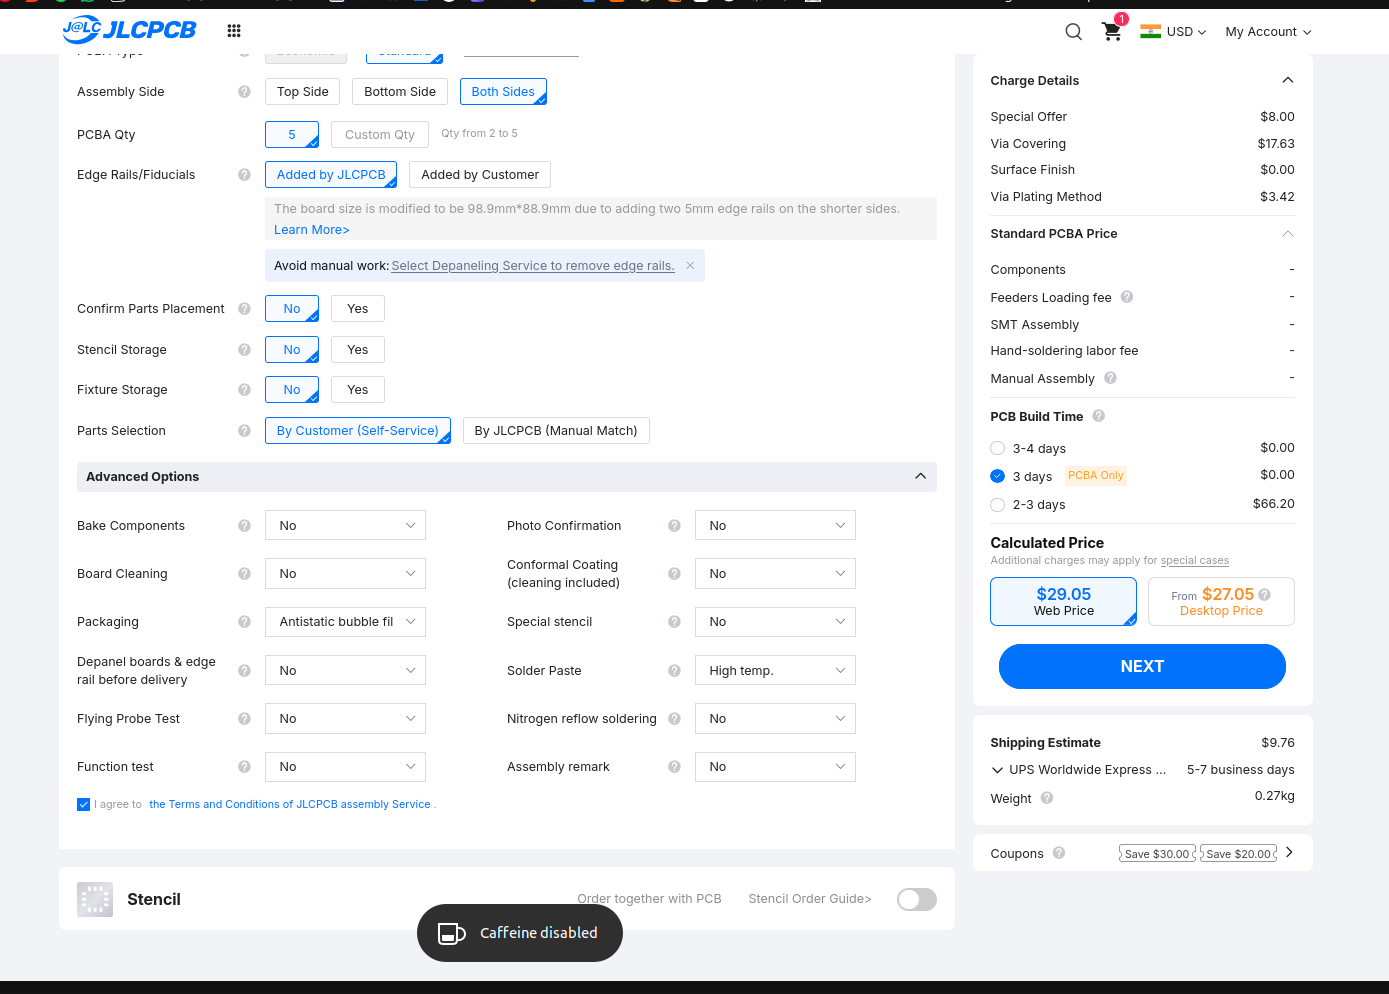 J@LC JLCPCB
1
USD
My Account
Standard
Assembly Side
Top Side
Bottom Side
Both Sides
PCBA Qty
5
Custom Qty
Qty from 2 to 5
Edge Rails/Fiducials
Added by JLCPCB
Added by Customer
The board size is modified to be 98.9mm*88.9mm due to adding two 5mm edge rails on the shorter sides.
Learn More>
Avoid manual work: Select Depaneling Service to remove edge rails.
Confirm Parts Placement
No
Yes
Stencil Storage
No
Yes
Fixture Storage
No
Yes
Parts Selection
By Customer (Self-Service)
By JLCPCB (Manual Match)
Advanced Options
Bake Components
No
Photo Confirmation
No
Board Cleaning
No
Conformal Coating
(cleaning included)
No
Packaging
Antistatic bubble fil
Special stencil
No
Depanel boards & edge
rail before delivery
No
Solder Paste
High temp.
Flying Probe Test
No
Nitrogen reflow soldering
No
Function test
No
Assembly remark
No
I agree to the Terms and Conditions of JLCPCB assembly Service .
Stencil
Order together with PCB
Stencil Order Guide>
Caffeine disabled
Charge Details
Special Offer
$8.00
Via Covering
$17.63
Surface Finish
$0.00
Via Plating Method
$3.42
Standard PCBA Price
Components
-
Feeders Loading fee
-
SMT Assembly
-
Hand-soldering labor fee
-
Manual Assembly
-
PCB Build Time
3-4 days
$0.00
3 days
PCBA Only
$0.00
2-3 days
$66.20
Calculated Price
Additional charges may apply for special cases
$29.05
Web Price
From $27.05
Desktop Price
NEXT
Shipping Estimate
$9.76
UPS Worldwide Express ...
5-7 business days
Weight
0.27kg
Coupons
Save $30.00
Save $20.00